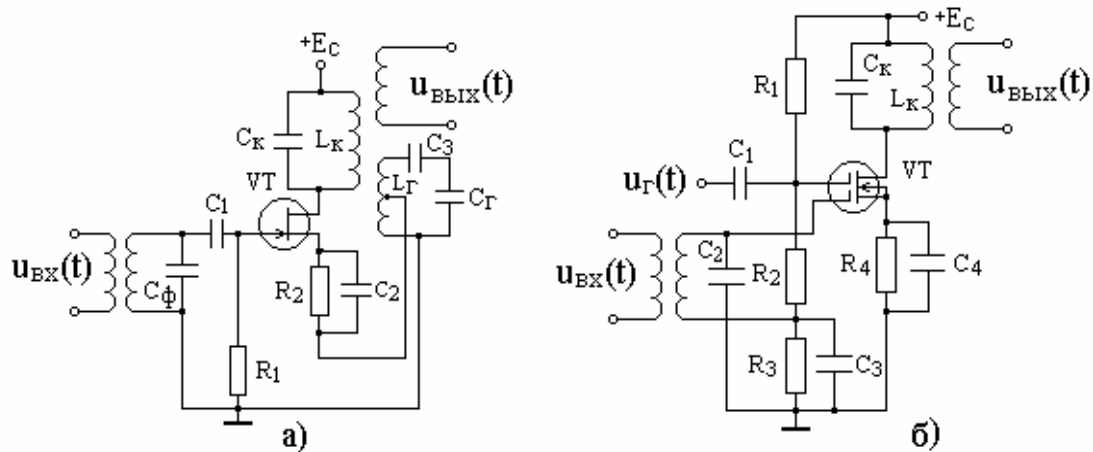 +E_C
C_К
L_К
u_ВЫХ(t)
C_3
VT
L_Г
C_Г
C_1
u_ВХ(t)
C_ф
R_2
C_2
R_1
а)
+E_C
R_1
C_К
L_К
u_ВЫХ(t)
C_1
u_Г(t)
VT
C_2
u_ВХ(t)
R_2
R_4
C_4
R_3
C_3
б)